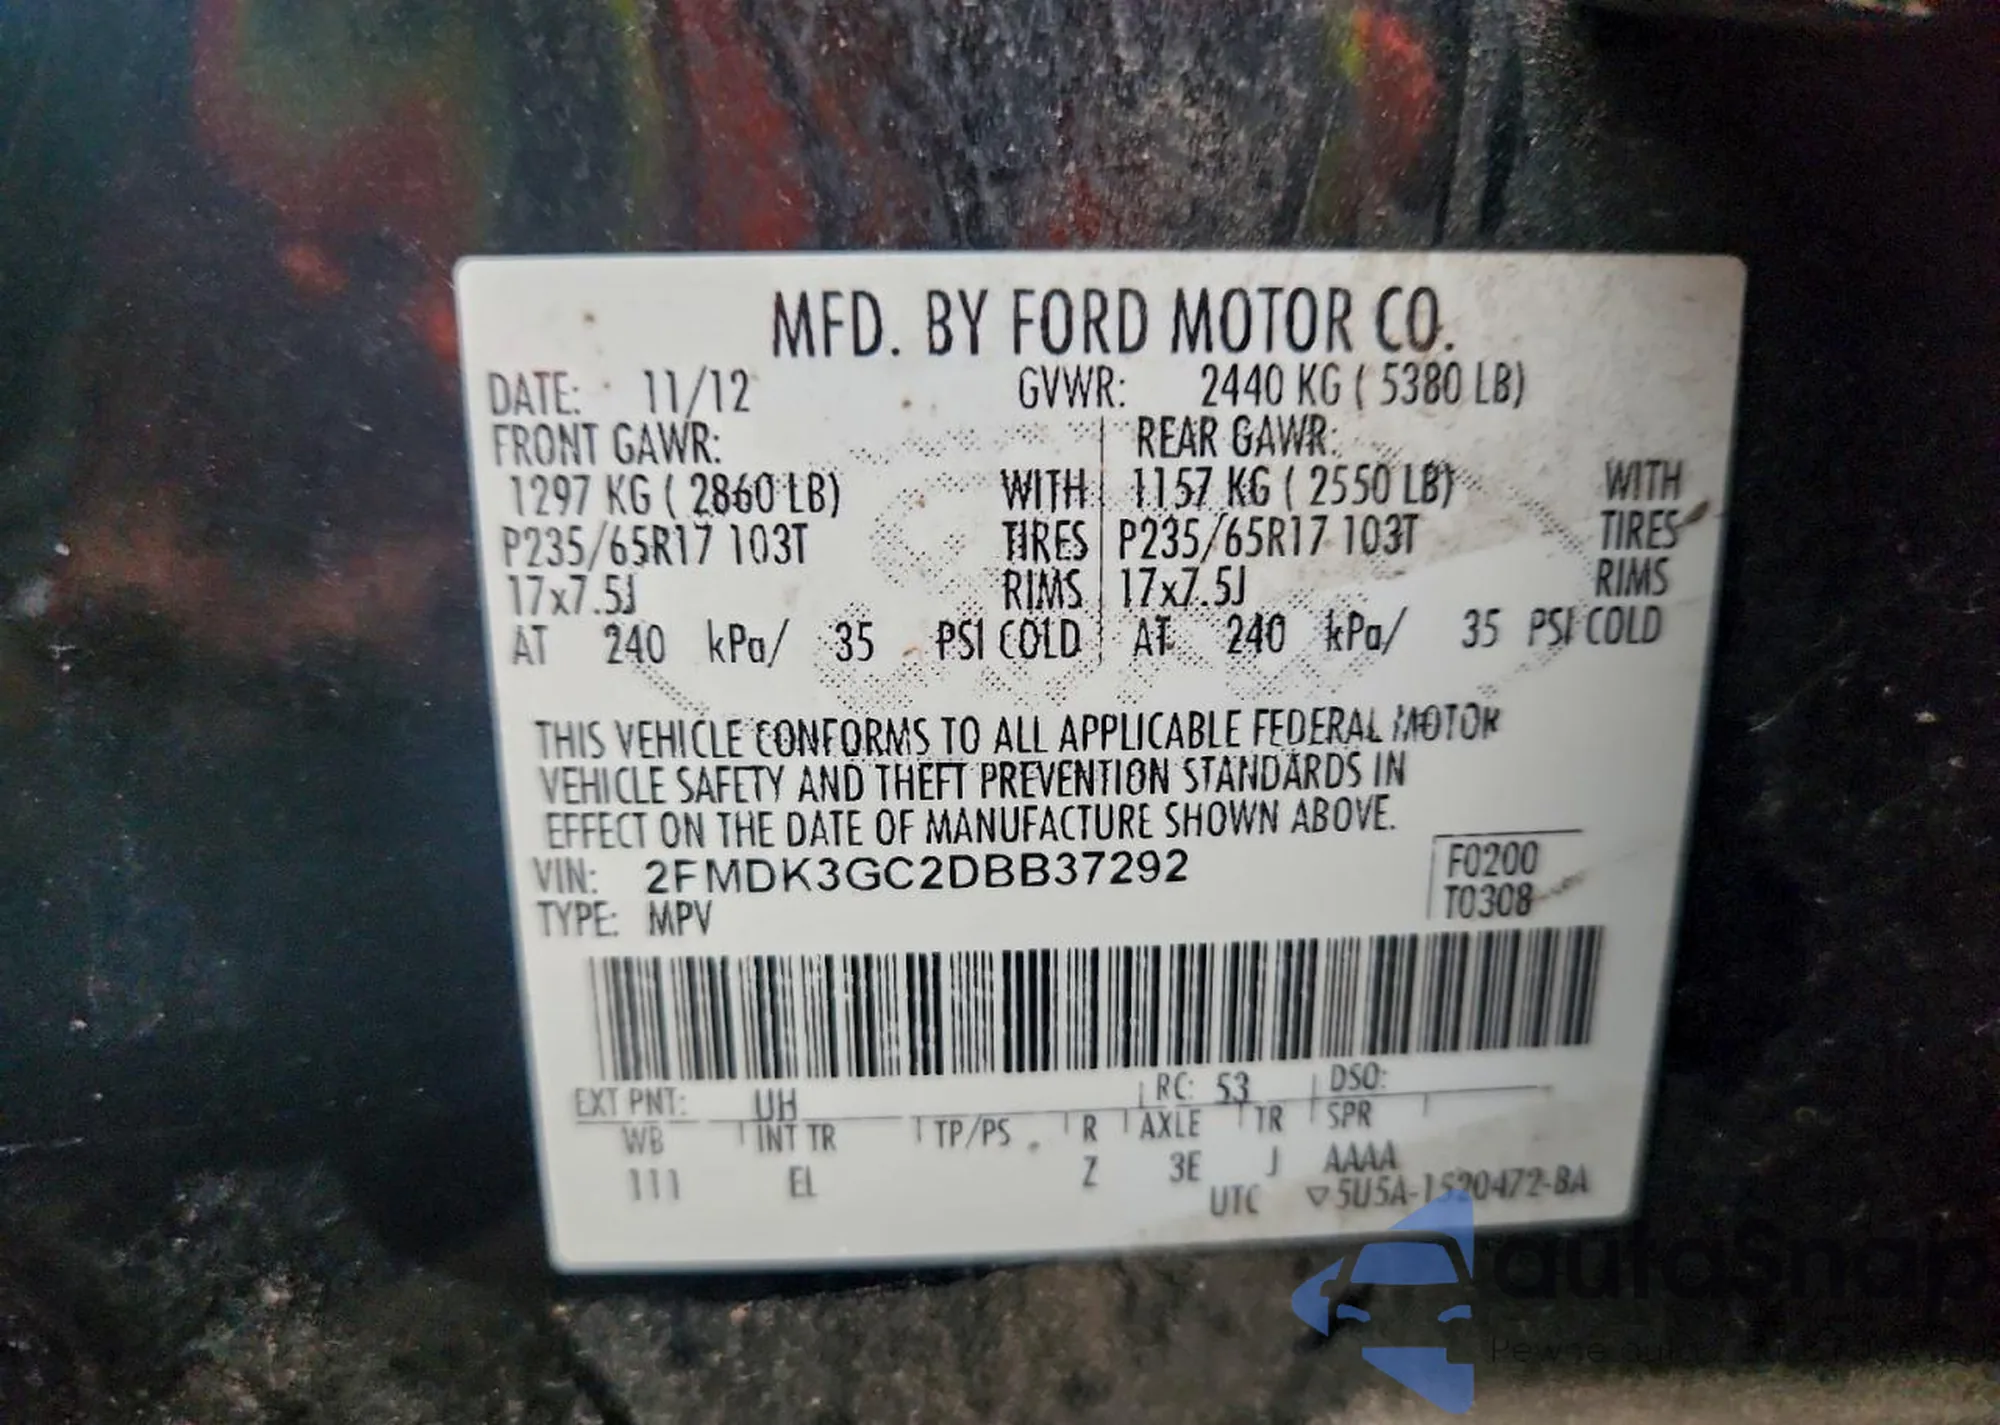 MFD. BY FORD MOTOR CO.
DATE: 11/12 GVWR: 2440 KG ( 5380 LB)
FRONT GAWR: REAR GAWR:
1297 KG ( 2860 LB) WITH 1157 KG ( 2550 LB) WITH
P235/65R17 103T TIRES P235/65R17 103T TIRES
17x7.5J RIMS 17x7.5J RIMS
AT 240 kPa/ 35 PSI COLD AT 240 kPa/ 35 PSI COLD
THIS VEHICLE CONFORMS TO ALL APPLICABLE FEDERAL MOTOR
VEHICLE SAFETY AND THEFT PREVENTION STANDARDS IN
EFFECT ON THE DATE OF MANUFACTURE SHOWN ABOVE.
VIN: 2FMDK3GC2DBB37292 F0200
TYPE: MPV T0308
EXT PNT: UH RC: 53 DSO:
WB INT TR TP/PS R AXLE TR SPR
111 EL Z 3E J AAAA
UTC ▽5U5A-1520472-BA
autoSnap